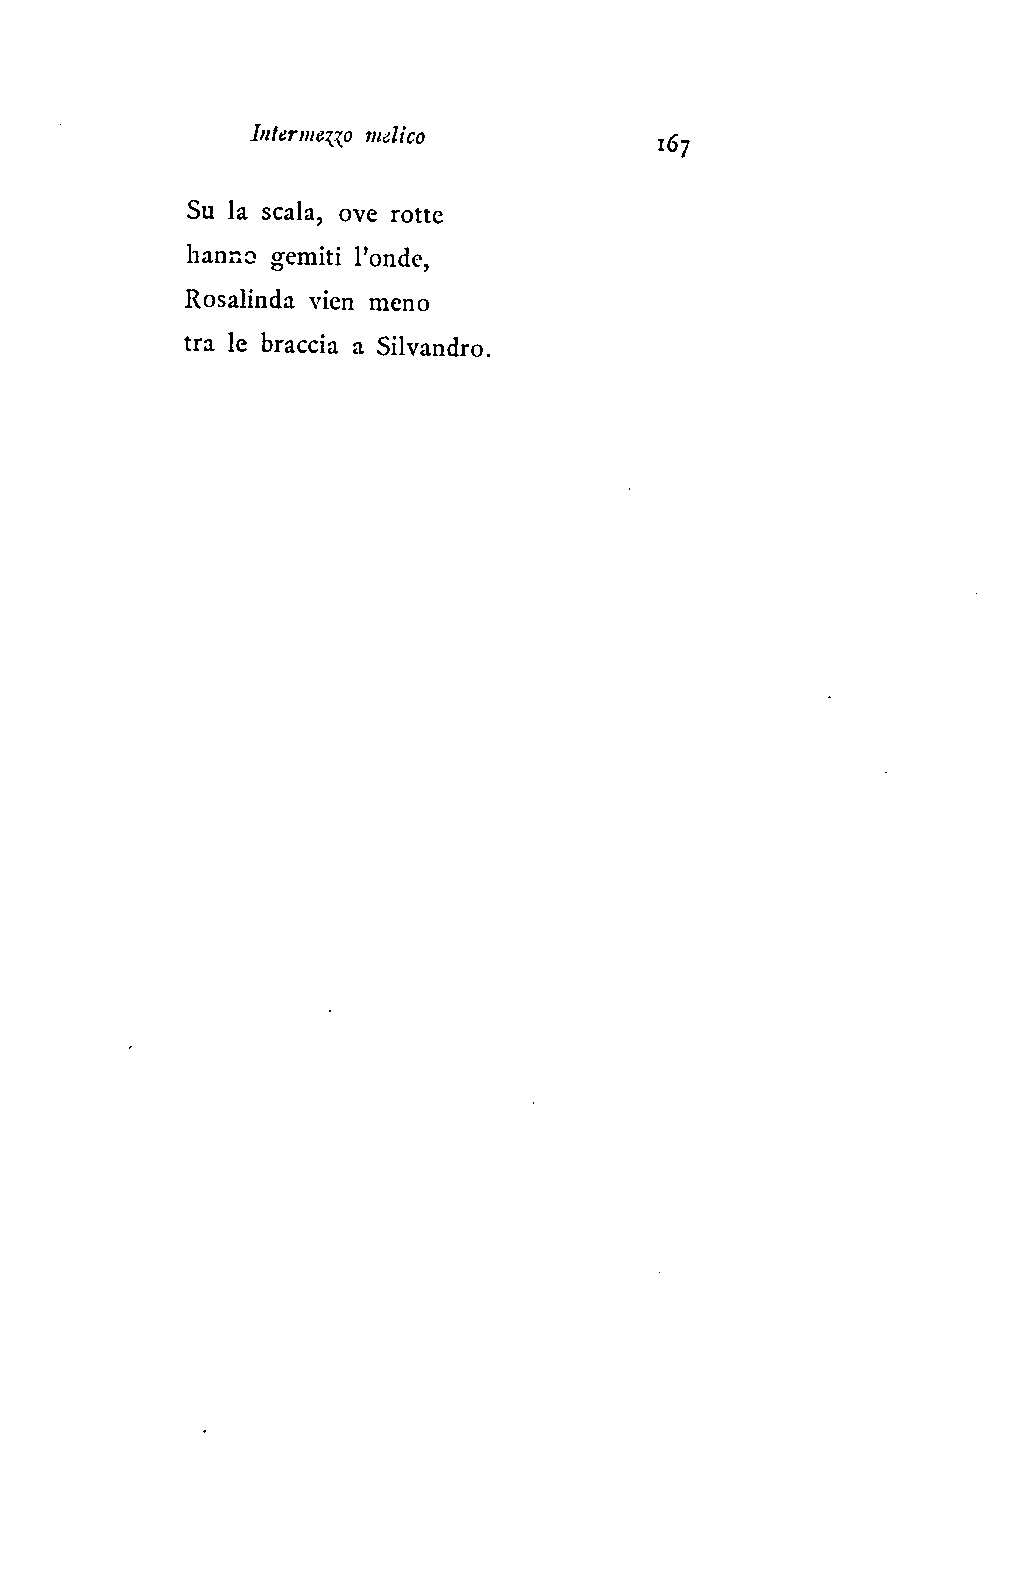 Intermezzo melico 167
Su la scala, ove rotte
hanno gemiti l'onde,
Rosalinda vien meno
tra le braccia a Silvandro.